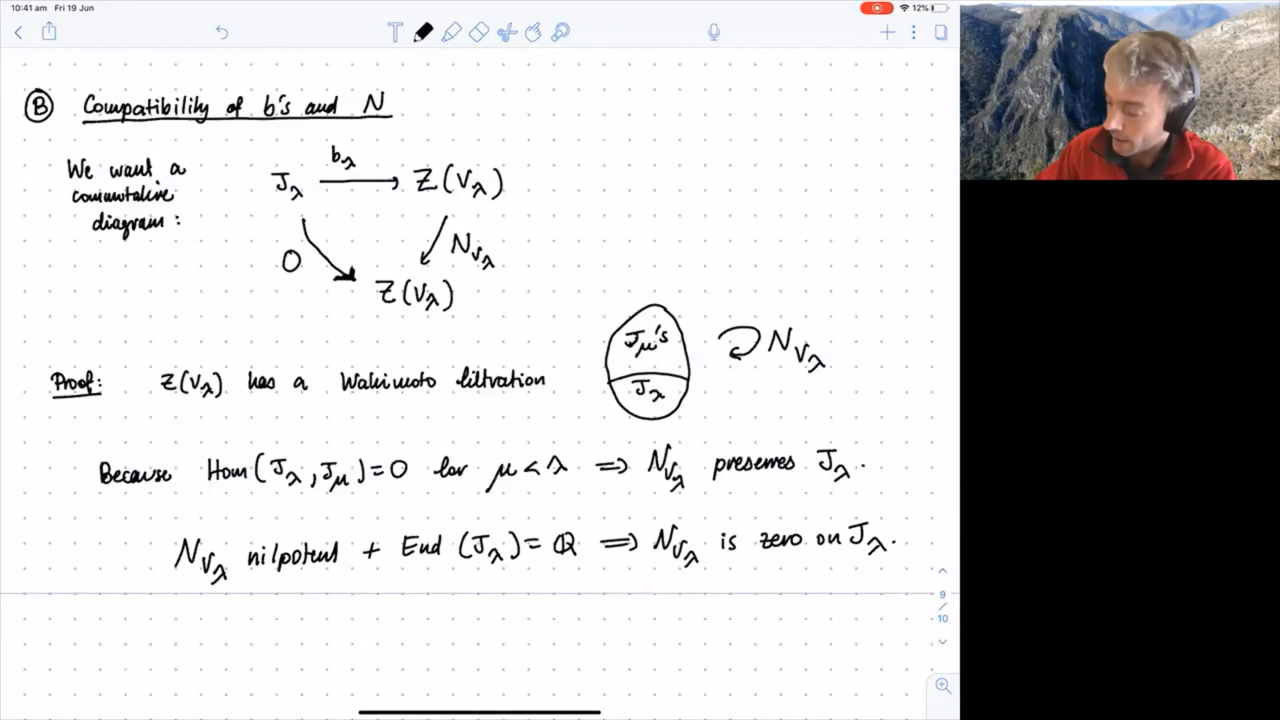 10:41 am Fri 19 Jun
12%
B Compatibility of b's and N
We want a
commutative
diagram:
J_λ b_λ → Z(V_λ)
0 N_{V_λ}
Z(V_λ)
J_μ's
J_λ
N_{V_λ}
Proof: Z(V_λ) has a Wakimoto filtration
Because Hom(J_λ, J_μ) = 0 for μ < λ ⟹ N_{V_λ} preserves J_λ.
N_{V_λ} nilpotent + End(J_λ) = Q ⟹ N_{V_λ} is zero on J_λ.
9
/
10